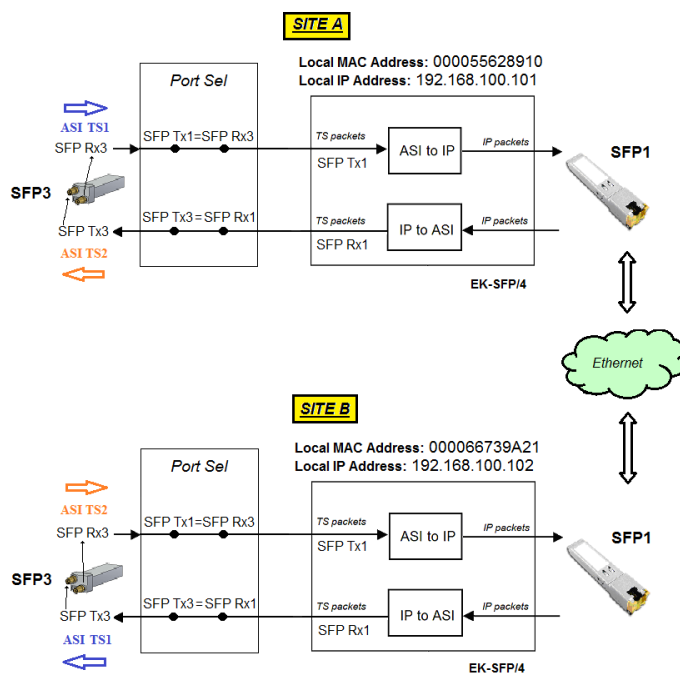 SITE A
Local MAC Address: 000055628910
Local IP Address: 192.168.100.101
Port Sel
ASI TS1
SFP Rx3
SFP Tx1=SFP Rx3
TS packets
SFP Tx1
ASI to IP
IP packets
SFP1
SFP3
SFP Tx3=SFP Rx1
TS packets
SFP Rx1
IP to ASI
IP packets
SFP Tx3
ASI TS2
EK-SFP/4
Ethernet
SITE B
Local MAC Address: 000066739A21
Local IP Address: 192.168.100.102
Port Sel
ASI TS2
SFP Rx3
SFP Tx1=SFP Rx3
TS packets
SFP Tx1
ASI to IP
IP packets
SFP1
SFP3
SFP Tx3=SFP Rx1
TS packets
SFP Rx1
IP to ASI
IP packets
SFP Tx3
ASI TS1
EK-SFP/4